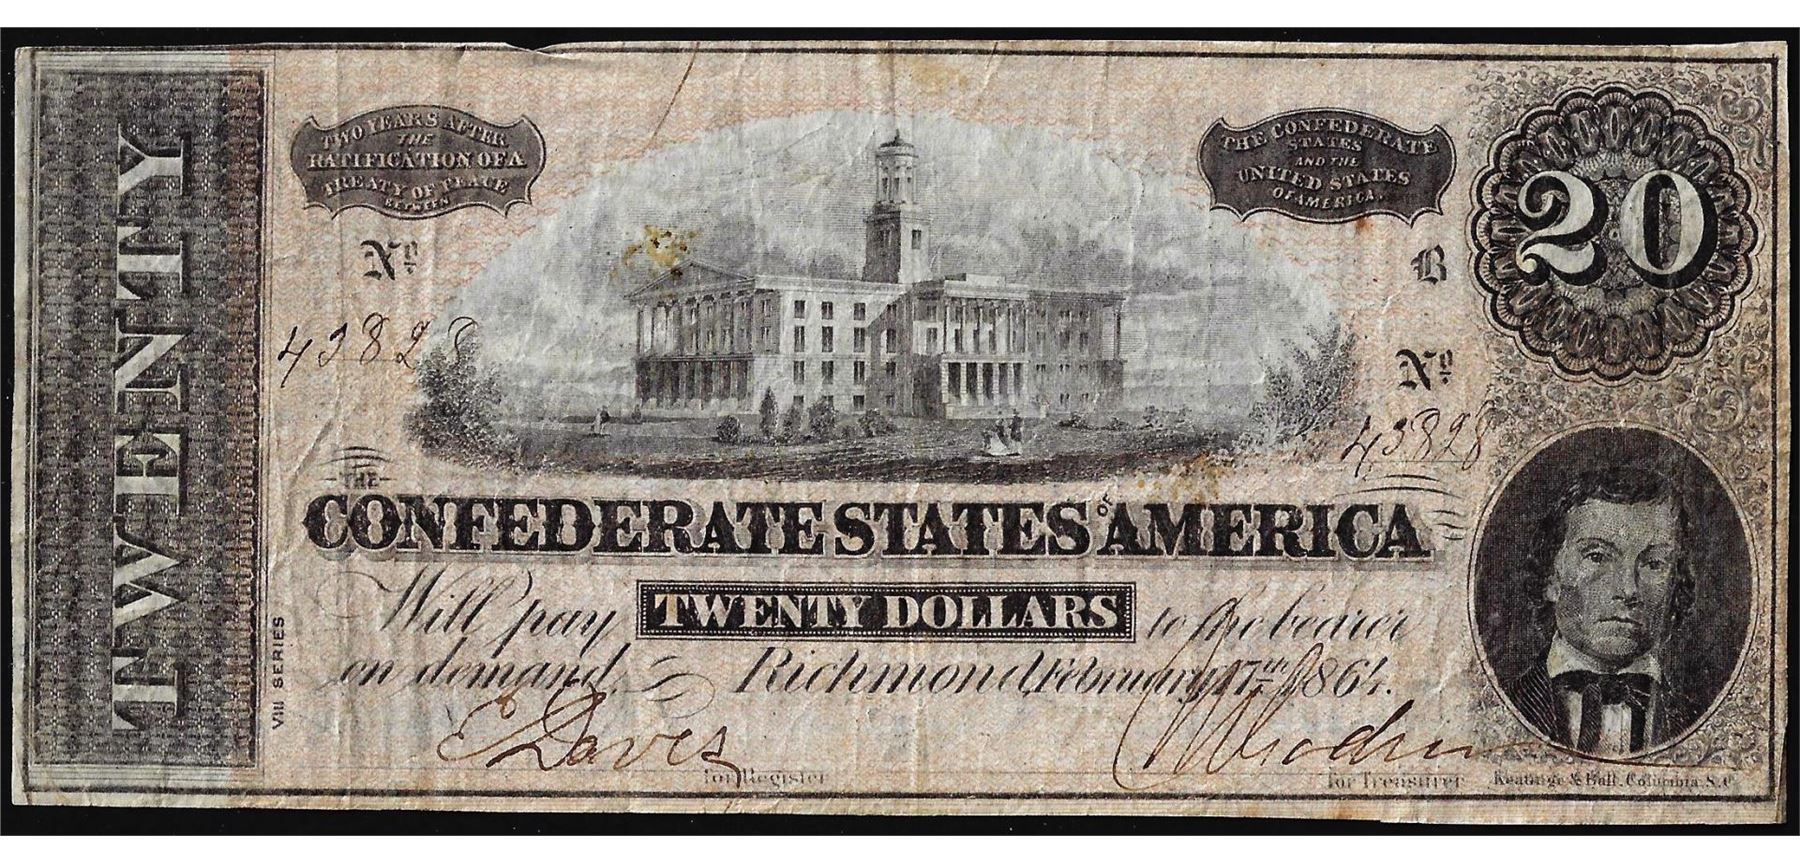 TWENTY
TWO YEARS AFTER
THE
RATIFICATION OF A
TREATY OF PEACE
BETWEEN
THE CONFEDERATE
STATES
AND THE
UNITED STATES
OF AMERICA.
20
No
B
43828
No
43828
THE
CONFEDERATE STATES OF AMERICA
Will pay TWENTY DOLLARS to the bearer
on demand, Richmond, February 17th 1864.
VIII SERIES
E Davis
for Register
for Treasurer
Keatinge & Ball, Columbia, S.C.